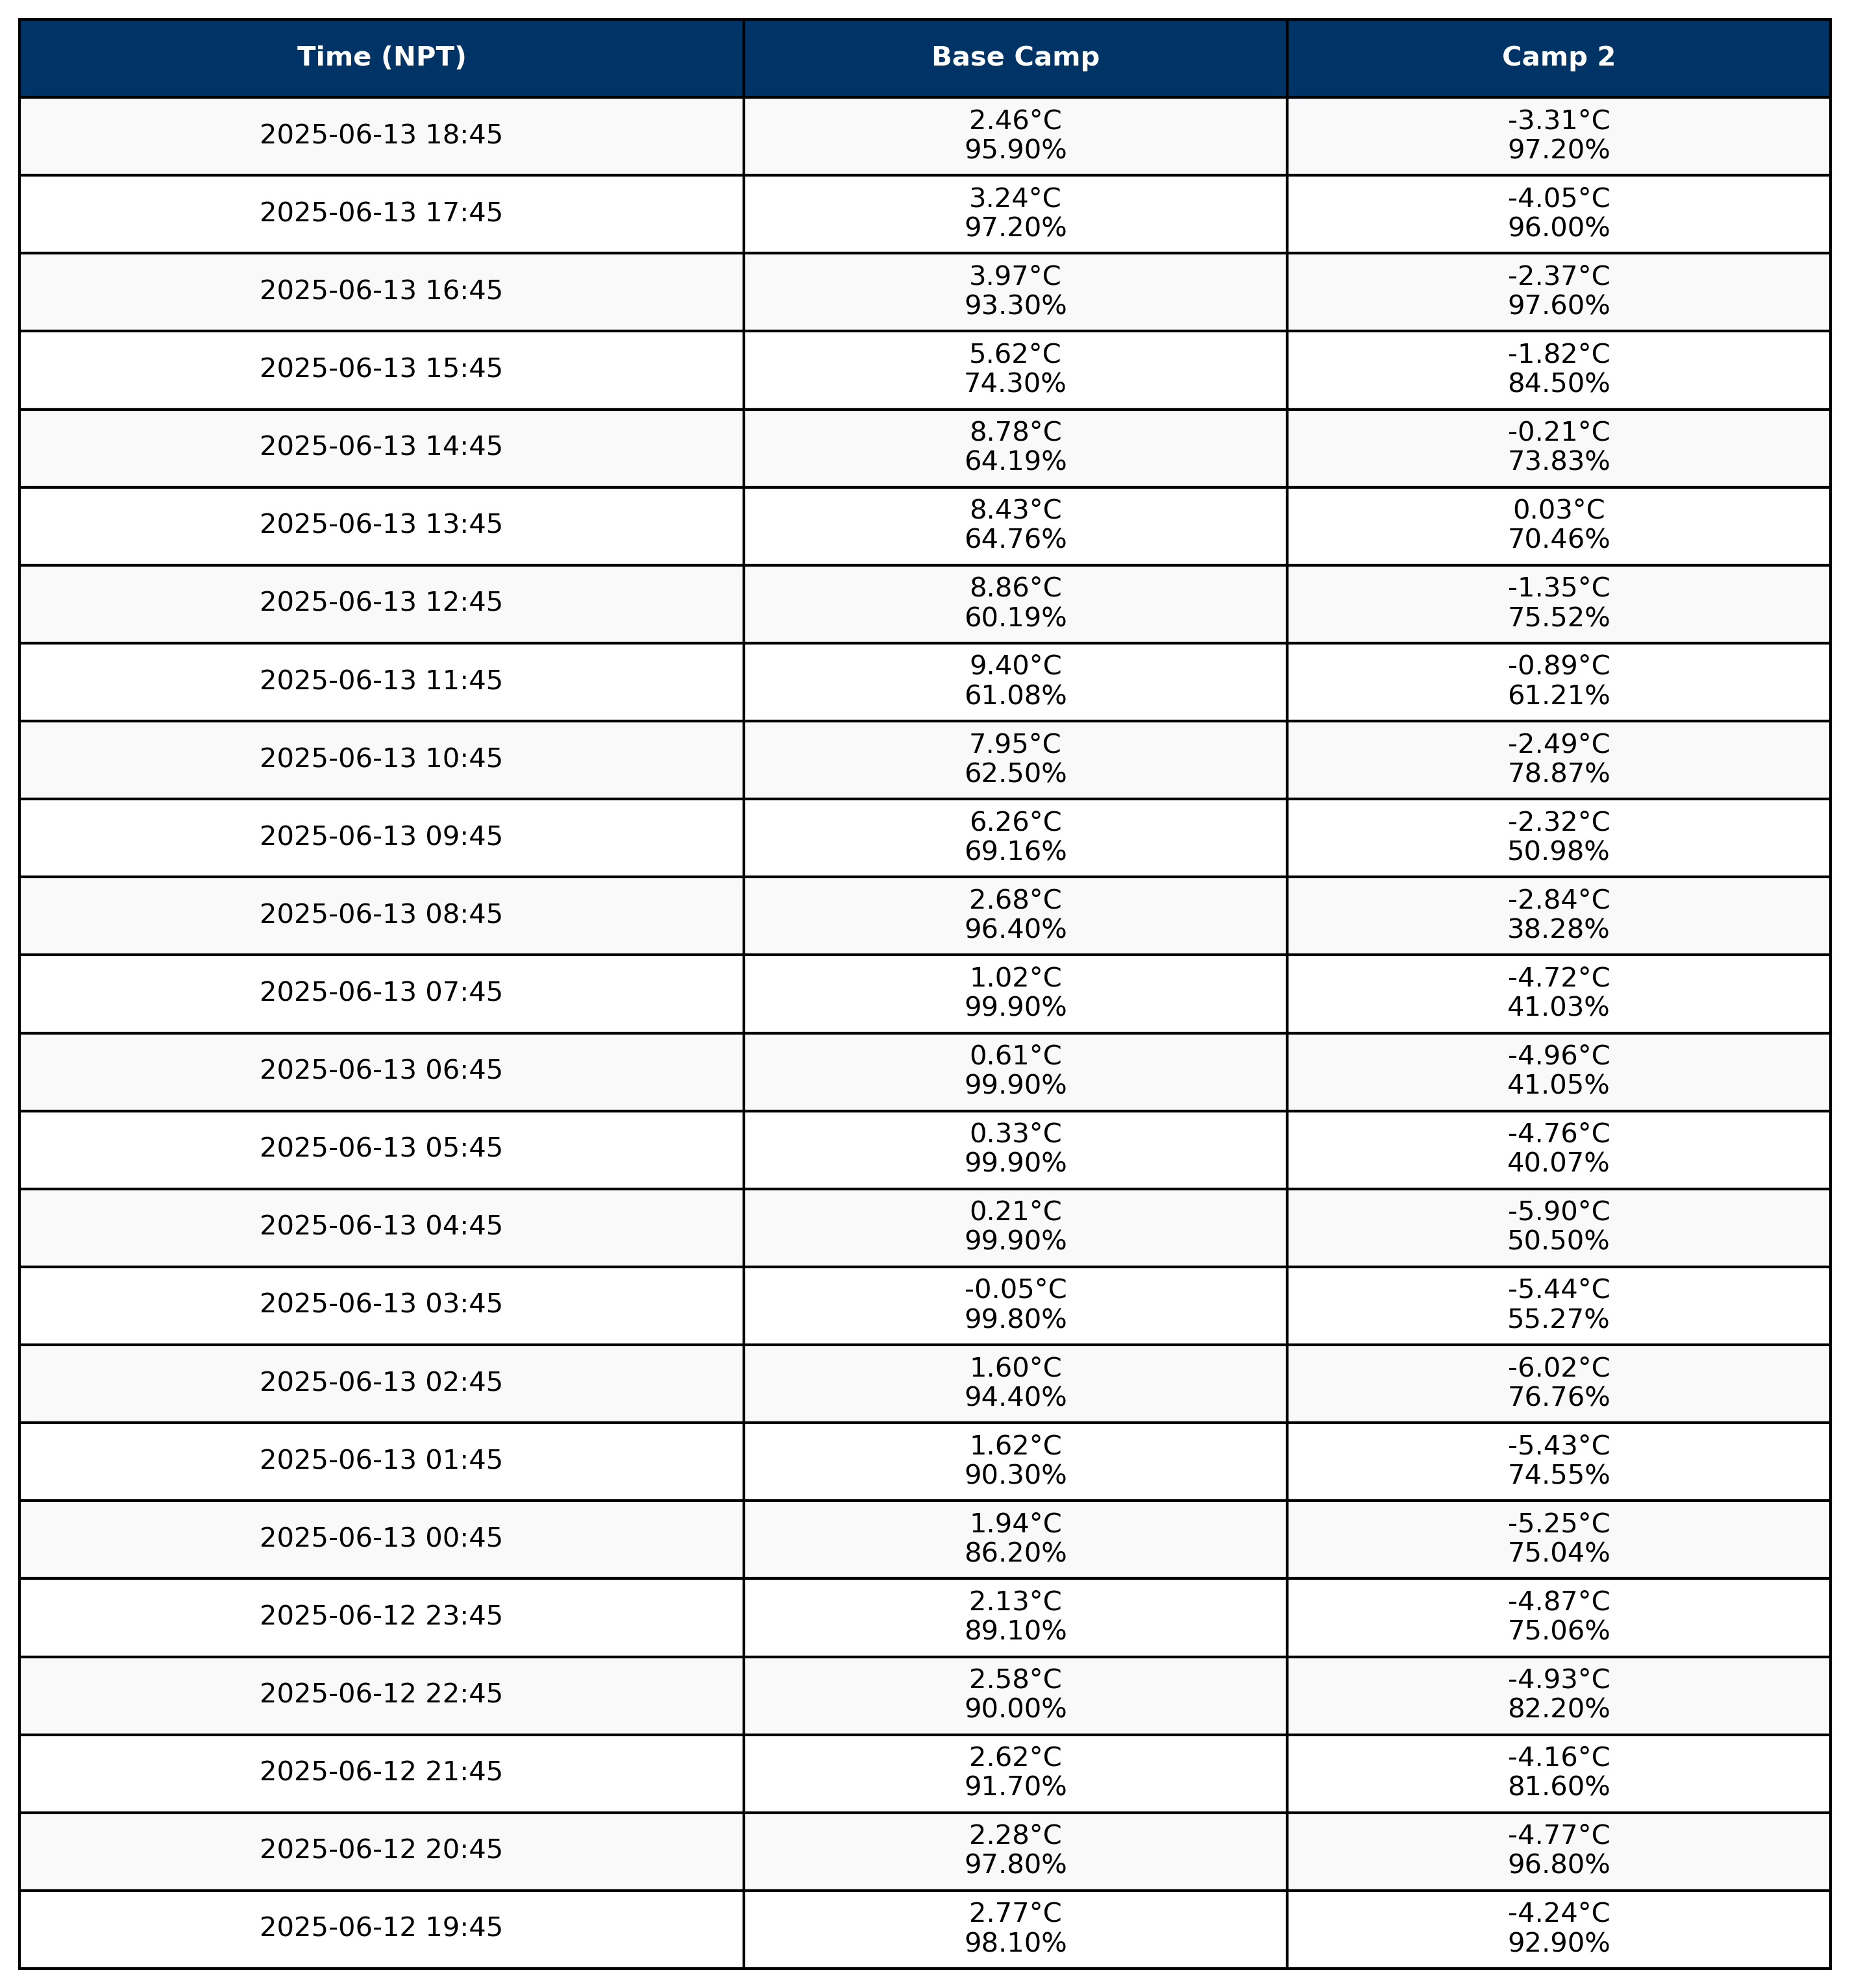 Time (NPT) Base Camp Camp 2
2025-06-13 18:45 2.46°C -3.31°C
95.90% 97.20%
2025-06-13 17:45 3.24°C -4.05°C
97.20% 96.00%
2025-06-13 16:45 3.97°C -2.37°C
93.30% 97.60%
2025-06-13 15:45 5.62°C -1.82°C
74.30% 84.50%
2025-06-13 14:45 8.78°C -0.21°C
64.19% 73.83%
2025-06-13 13:45 8.43°C 0.03°C
64.76% 70.46%
2025-06-13 12:45 8.86°C -1.35°C
60.19% 75.52%
2025-06-13 11:45 9.40°C -0.89°C
61.08% 61.21%
2025-06-13 10:45 7.95°C -2.49°C
62.50% 78.87%
2025-06-13 09:45 6.26°C -2.32°C
69.16% 50.98%
2025-06-13 08:45 2.68°C -2.84°C
96.40% 38.28%
2025-06-13 07:45 1.02°C -4.72°C
99.90% 41.03%
2025-06-13 06:45 0.61°C -4.96°C
99.90% 41.05%
2025-06-13 05:45 0.33°C -4.76°C
99.90% 40.07%
2025-06-13 04:45 0.21°C -5.90°C
99.90% 50.50%
2025-06-13 03:45 -0.05°C -5.44°C
99.80% 55.27%
2025-06-13 02:45 1.60°C -6.02°C
94.40% 76.76%
2025-06-13 01:45 1.62°C -5.43°C
90.30% 74.55%
2025-06-13 00:45 1.94°C -5.25°C
86.20% 75.04%
2025-06-12 23:45 2.13°C -4.87°C
89.10% 75.06%
2025-06-12 22:45 2.58°C -4.93°C
90.00% 82.20%
2025-06-12 21:45 2.62°C -4.16°C
91.70% 81.60%
2025-06-12 20:45 2.28°C -4.77°C
97.80% 96.80%
2025-06-12 19:45 2.77°C -4.24°C
98.10% 92.90%